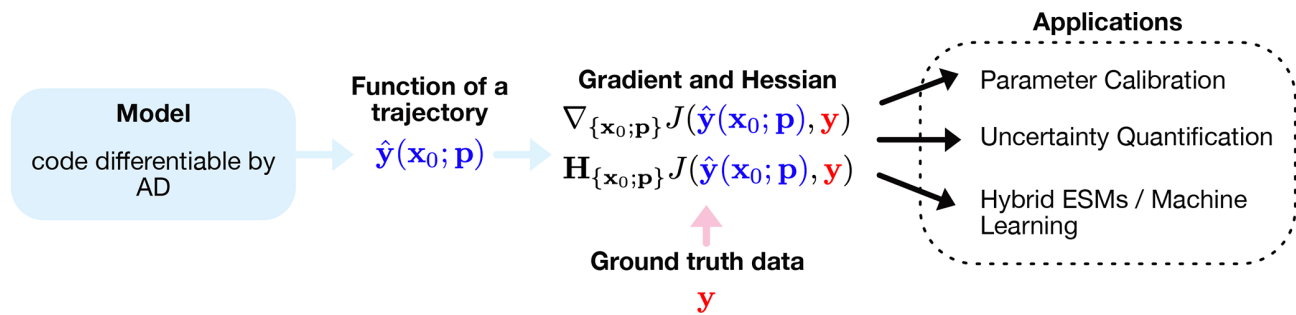 Applications
Model
code differentiable by
AD
Function of a
trajectory
ŷ(x₀; p)
Gradient and Hessian
∇_{x₀;p} J(ŷ(x₀; p), y)
H_{x₀;p} J(ŷ(x₀; p), y)
Ground truth data
y
Parameter Calibration
Uncertainty Quantification
Hybrid ESMs / Machine
Learning